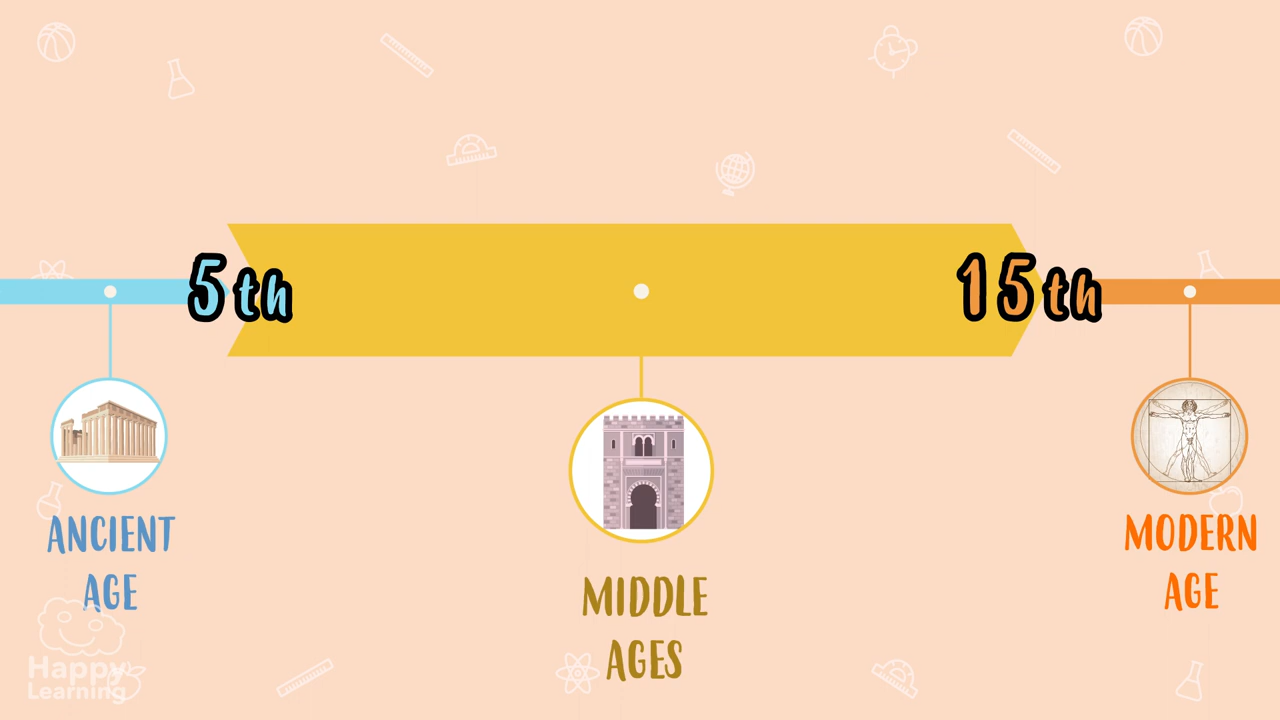 5th
15th
ANCIENT
AGE
MIDDLE
AGES
MODERN
AGE
Happy
Learning